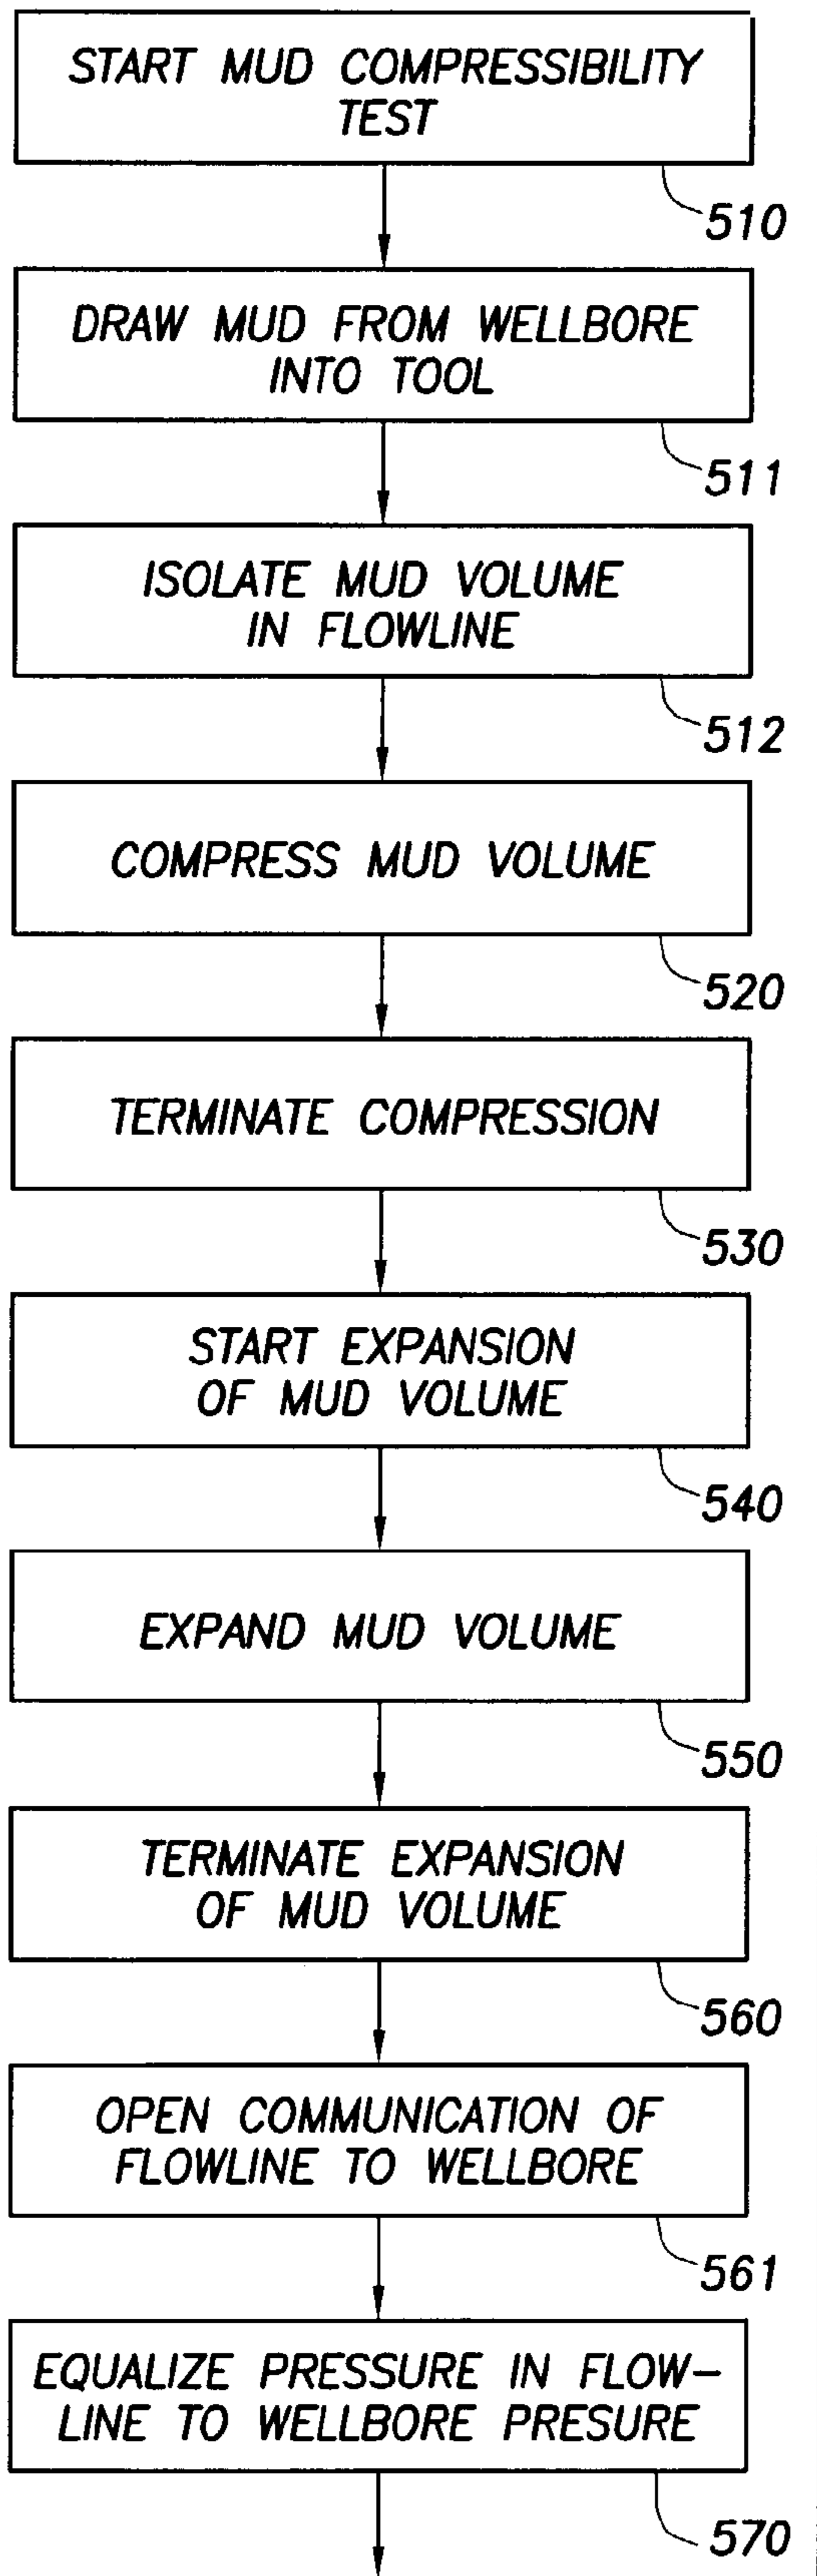 START MUD COMPRESSIBILITY
TEST
510
DRAW MUD FROM WELLBORE
INTO TOOL
511
ISOLATE MUD VOLUME
IN FLOWLINE
512
COMPRESS MUD VOLUME
520
TERMINATE COMPRESSION
530
START EXPANSION
OF MUD VOLUME
540
EXPAND MUD VOLUME
550
TERMINATE EXPANSION
OF MUD VOLUME
560
OPEN COMMUNICATION OF
FLOWLINE TO WELLBORE
561
EQUALIZE PRESSURE IN FLOW-
LINE TO WELLBORE PRESURE
570